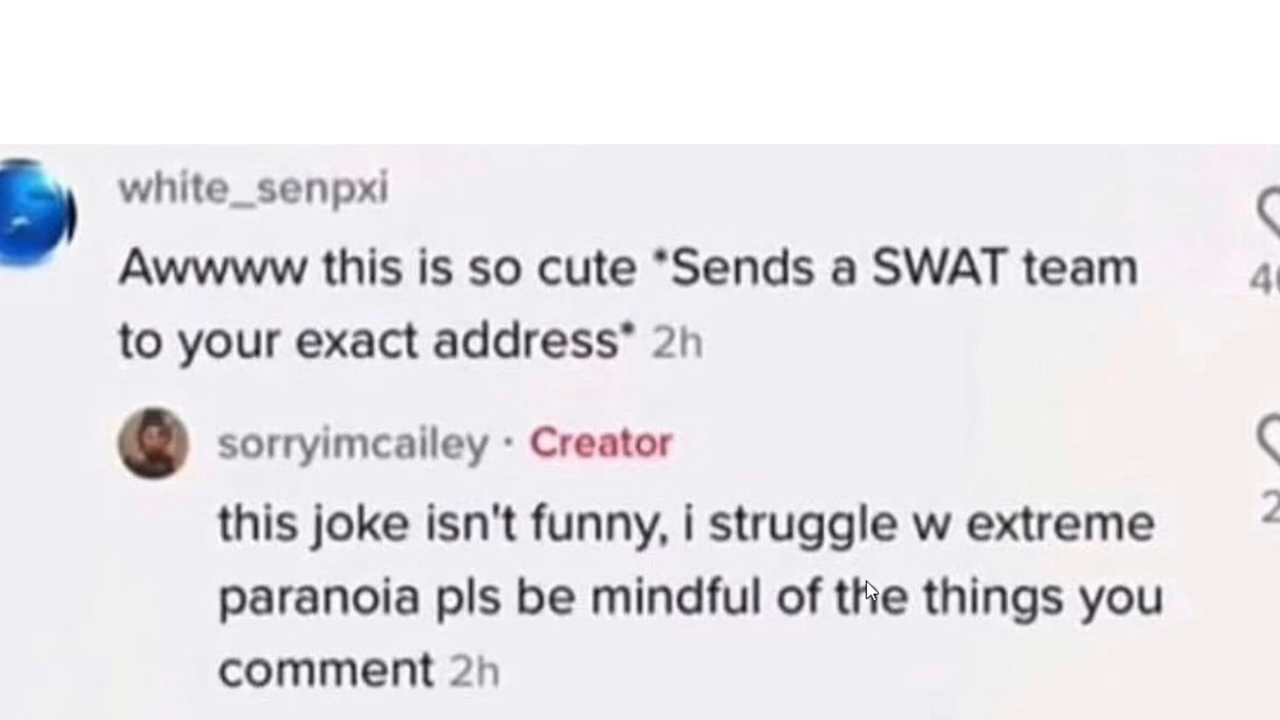 white_senpxi
Awwww this is so cute *Sends a SWAT team
to your exact address* 2h
sorryimcailey · Creator
this joke isn't funny, i struggle w extreme
paranoia pls be mindful of the things you
comment 2h